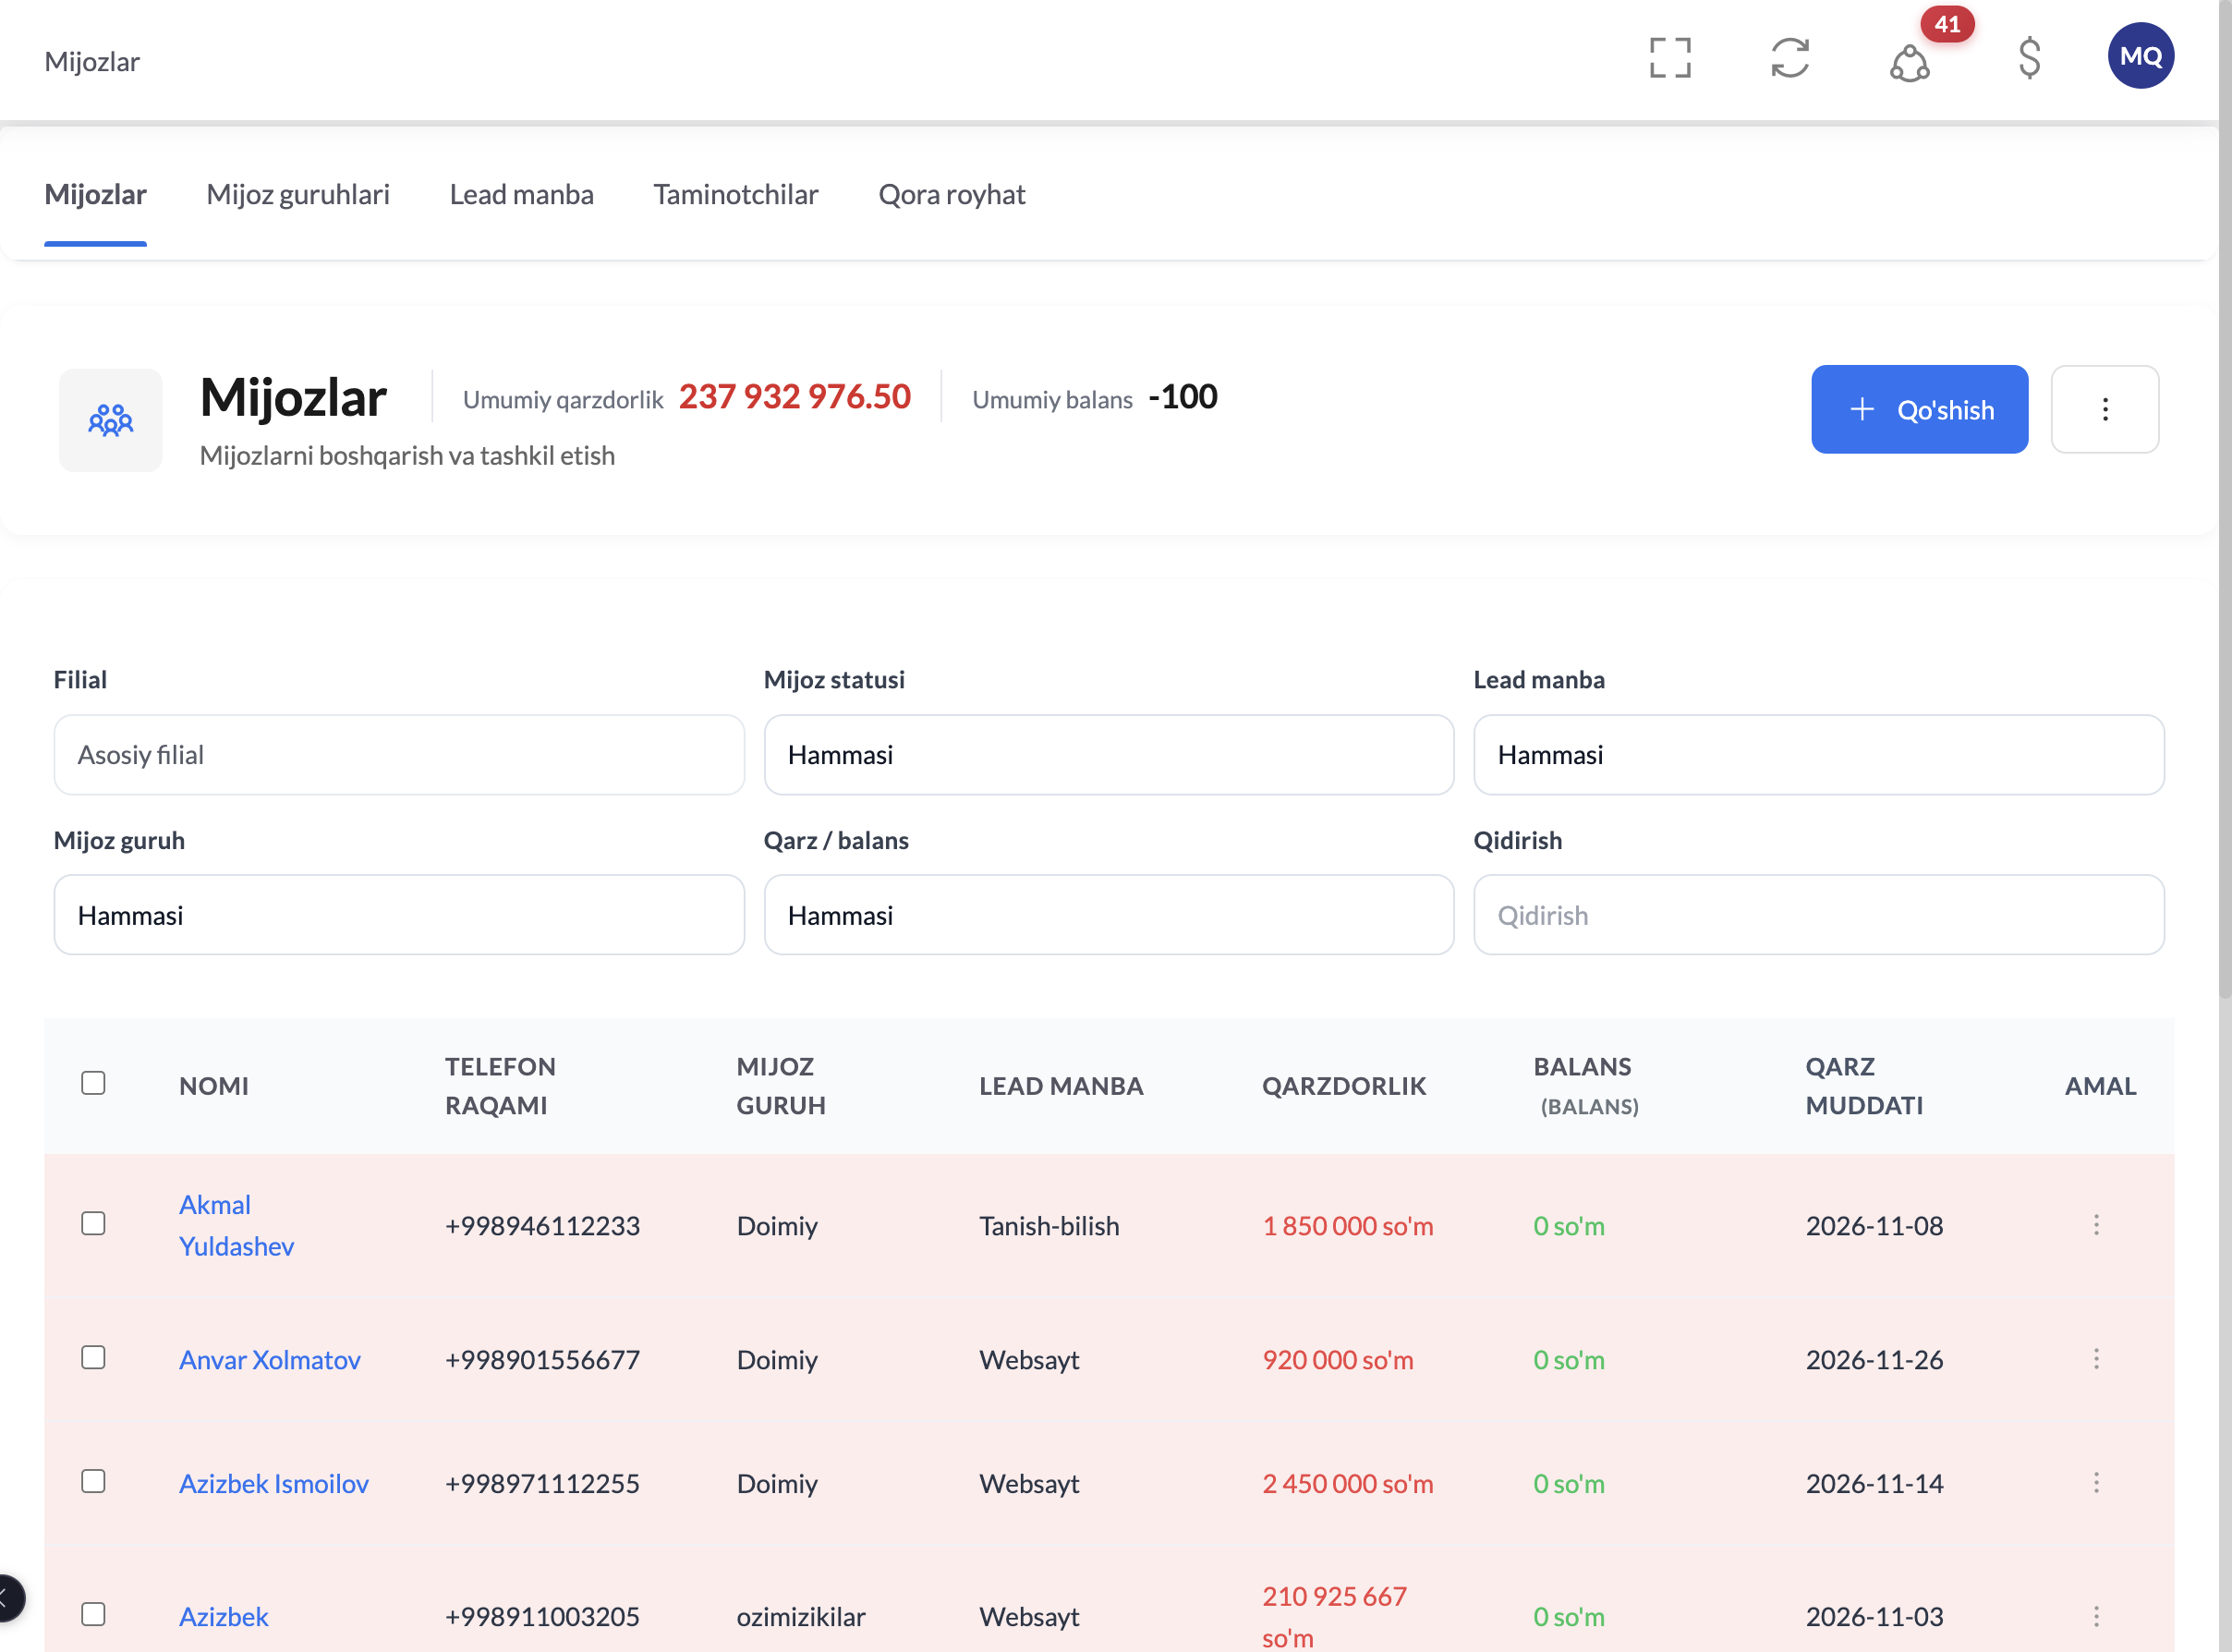 Mijozlar
41
MQ
Mijozlar Mijoz guruhlari Lead manba Taminotchilar Qora royhat
Mijozlar Umumiy qarzdorlik 237 932 976.50 Umumiy balans -100
Mijozlarni boshqarish va tashkil etish
+ Qo'shish
Filial Mijoz statusi Lead manba
Asosiy filial Hammasi Hammasi
Mijoz guruh Qarz / balans Qidirish
Hammasi Hammasi Qidirish
NOMI TELEFON RAQAMI MIJOZ GURUH LEAD MANBA QARZDORLIK BALANS (BALANS) QARZ MUDDATI AMAL
Akmal Yuldashev +998946112233 Doimiy Tanish-bilish 1 850 000 so'm 0 so'm 2026-11-08
Anvar Xolmatov +998901556677 Doimiy Websayt 920 000 so'm 0 so'm 2026-11-26
Azizbek Ismoilov +998971112255 Doimiy Websayt 2 450 000 so'm 0 so'm 2026-11-14
Azizbek +998911003205 ozimizikilar Websayt 210 925 667 so'm 0 so'm 2026-11-03